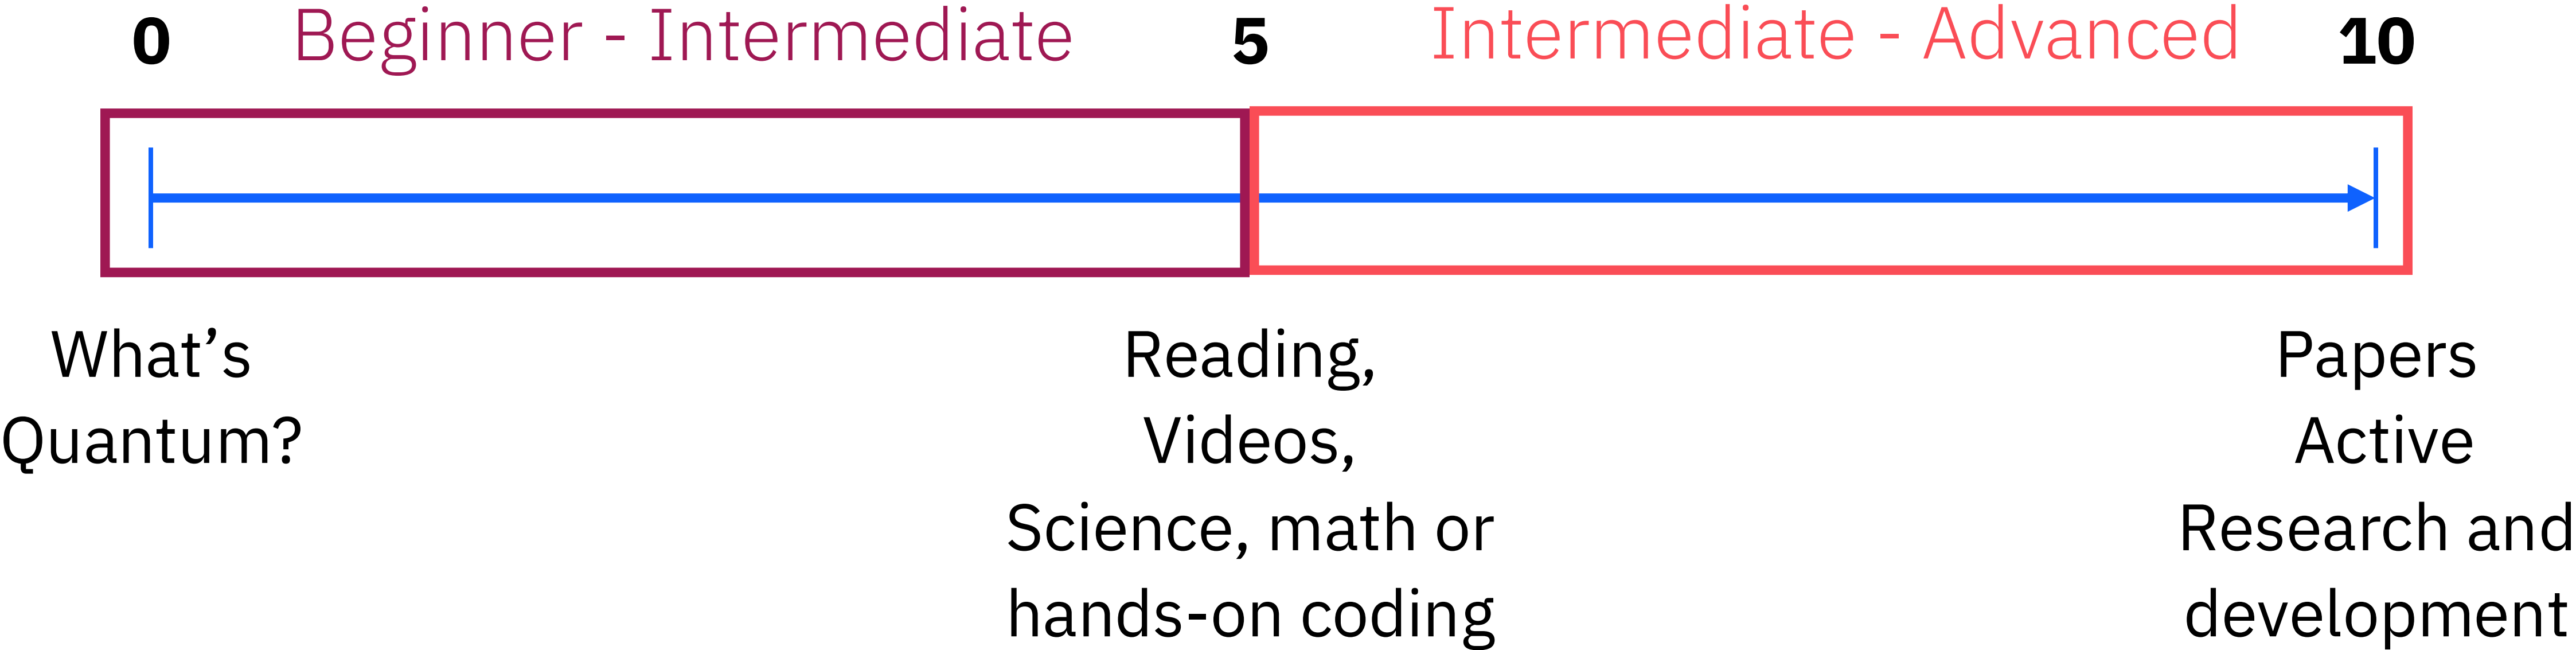 0 Beginner - Intermediate 5 Intermediate - Advanced 10
What’s
Quantum?
Reading,
Videos,
Science, math or
hands-on coding
Papers
Active
Research and
development